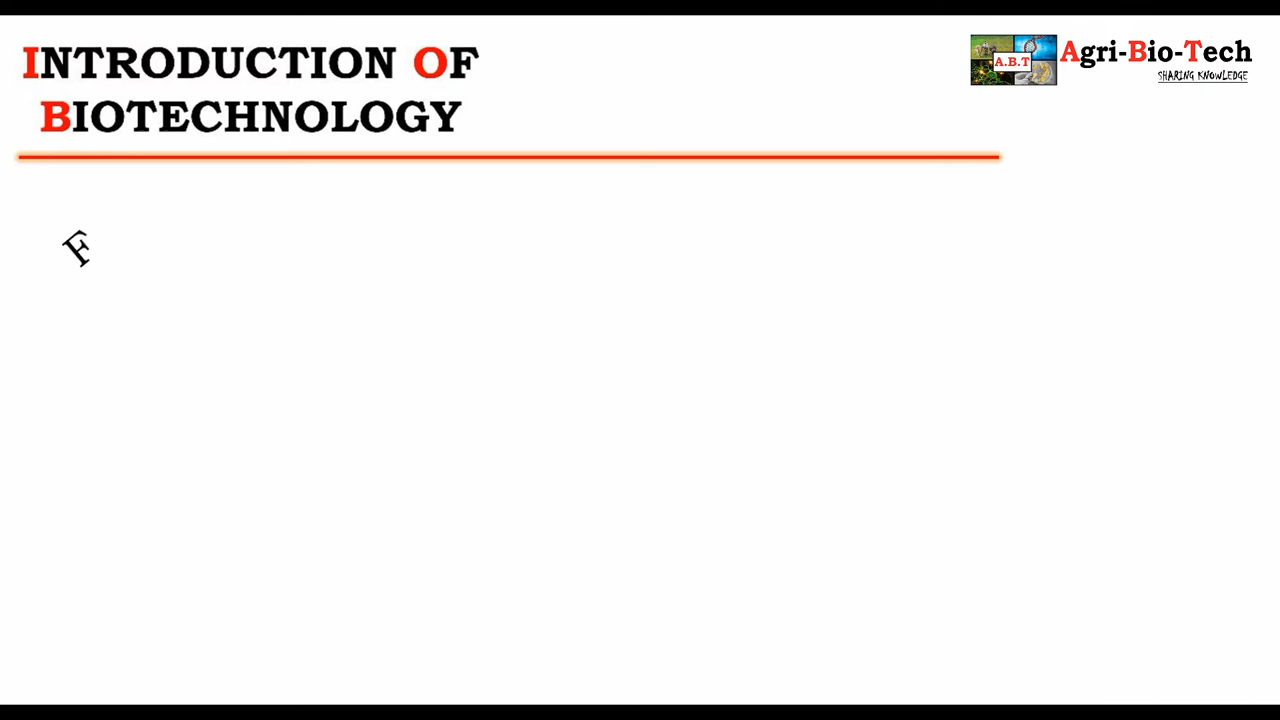 INTRODUCTION OF
BIOTECHNOLOGY
A.B.T
Agri-Bio-Tech
SHARING KNOWLEDGE
F